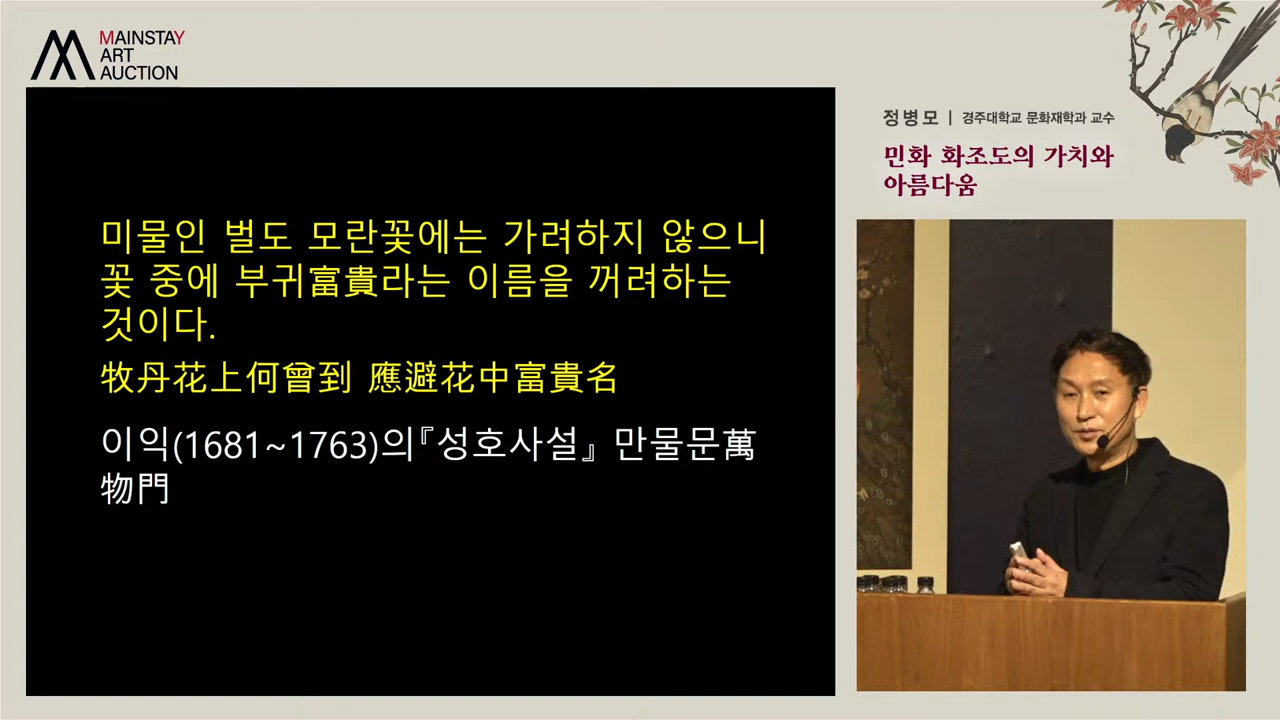 MAINSTAY
ART
AUCTION
정병모 | 경주대학교 문화재학과 교수
민화 화조도의 가치와
아름다움
미물인 벌도 모란꽃에는 가려하지 않으니
꽃 중에 부귀富貴라는 이름을 꺼려하는
것이다.
牧丹花上何曾到 應避花中富貴名
이익(1681~1763)의『성호사설』 만물문萬
物門